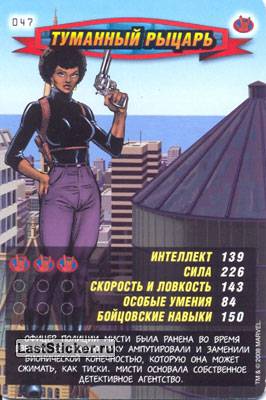 047
ТУМАННЫЙ РЫЦАРЬ
ИНТЕЛЛЕКТ 139
СИЛА 226
СКОРОСТЬ И ЛОВКОСТЬ 143
ОСОБЫЕ УМЕНИЯ 84
БОЙЦОВСКИЕ НАВЫКИ 150
ОФИЦЕР ПОЛИЦИИ МИСТИ БЫЛА РАНЕНА ВО ВРЕМЯ
АМПУТИРОВАЛИ И ЗАМЕНИЛИ
БИОНИЧЕСКОЙ КОНЕЧНОСТЬЮ, КОТОРУЮ ОНА МОЖЕТ
СЖИМАТЬ, КАК ТИСКИ. МИСТИ ОСНОВАЛА СОБСТВЕННОЕ
ДЕТЕКТИВНОЕ АГЕНТСТВО.
LastSticker.ru
TM & © 2008 MARVEL